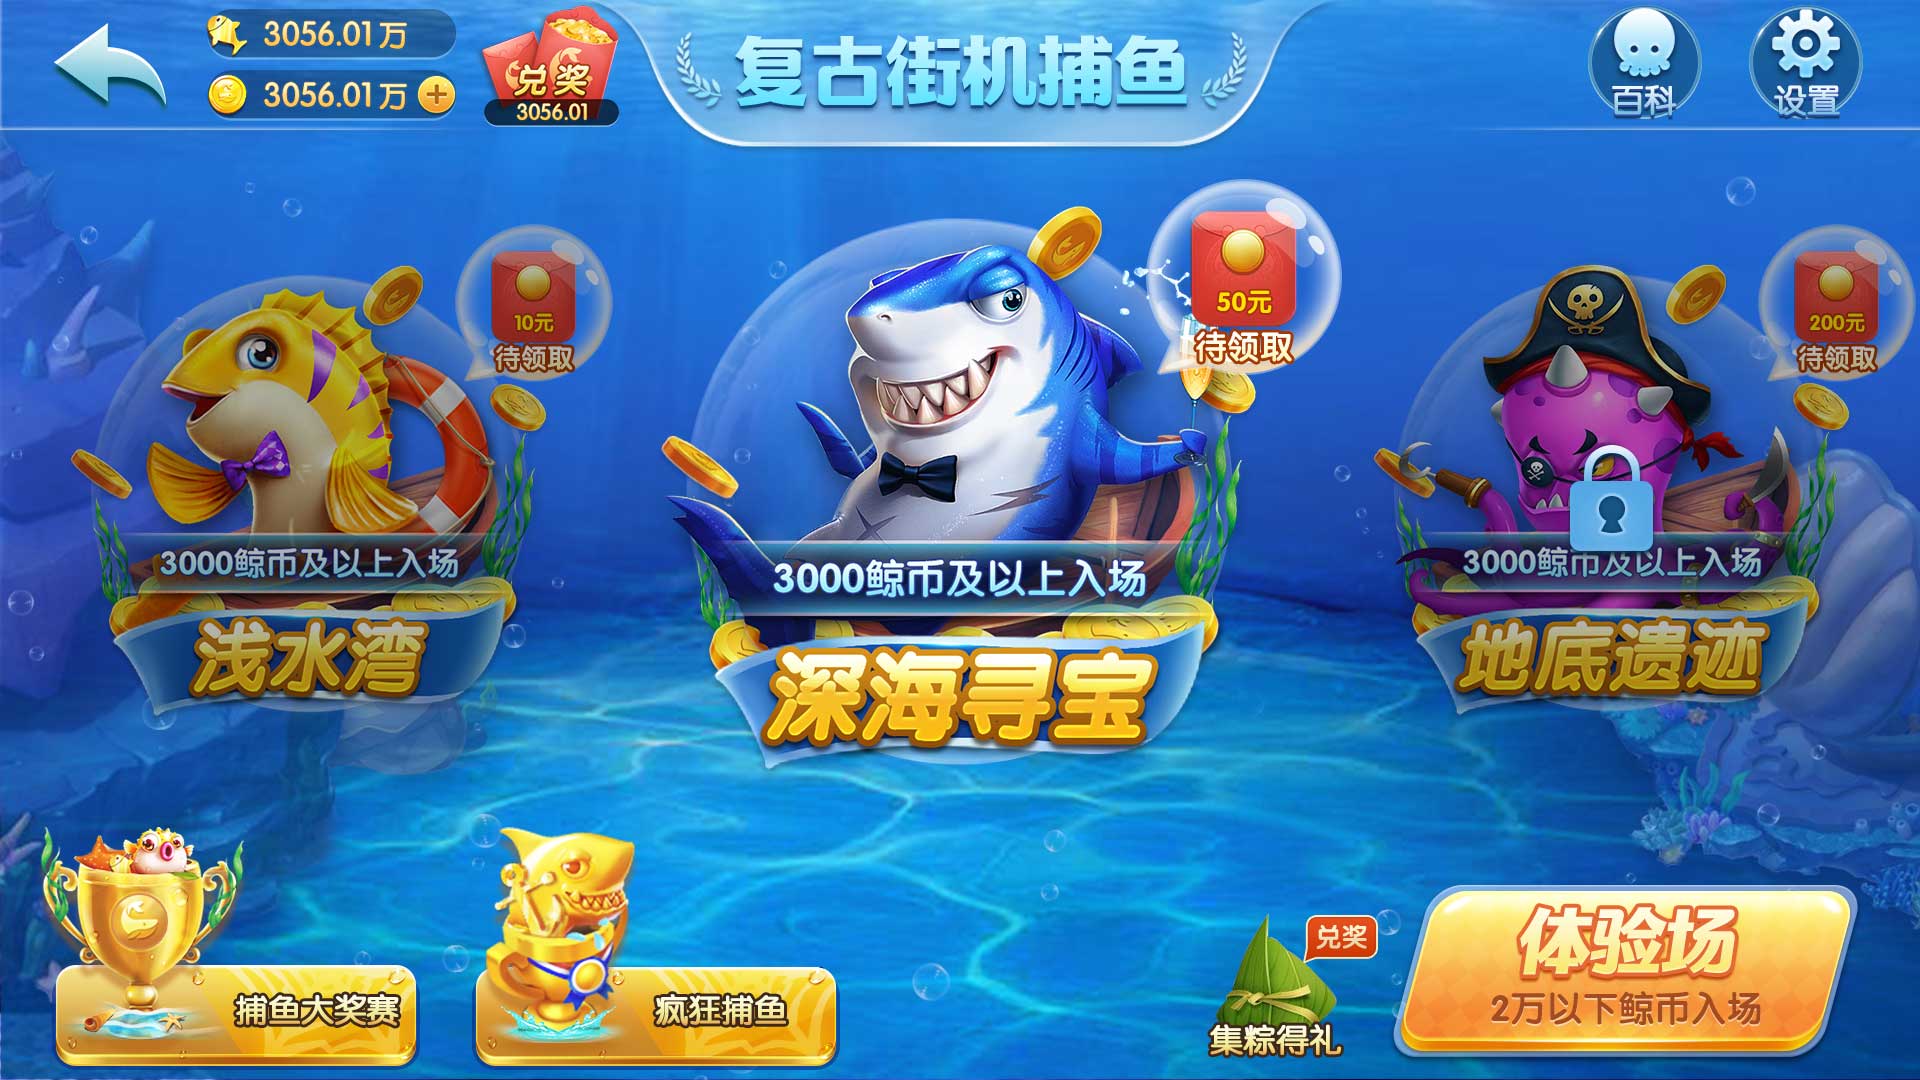 3056.01万
3056.01万
兑奖
3056.01
复古街机捕鱼
百科
设置
10元
待领取
3000鲸币及以上入场
浅水湾
50元
待领取
3000鲸币及以上入场
深海寻宝
200元
待领取
3000鲸币及以上入场
地底遗迹
捕鱼大奖赛
疯狂捕鱼
兑奖
集粽得礼
体验场
2万以下鲸币入场